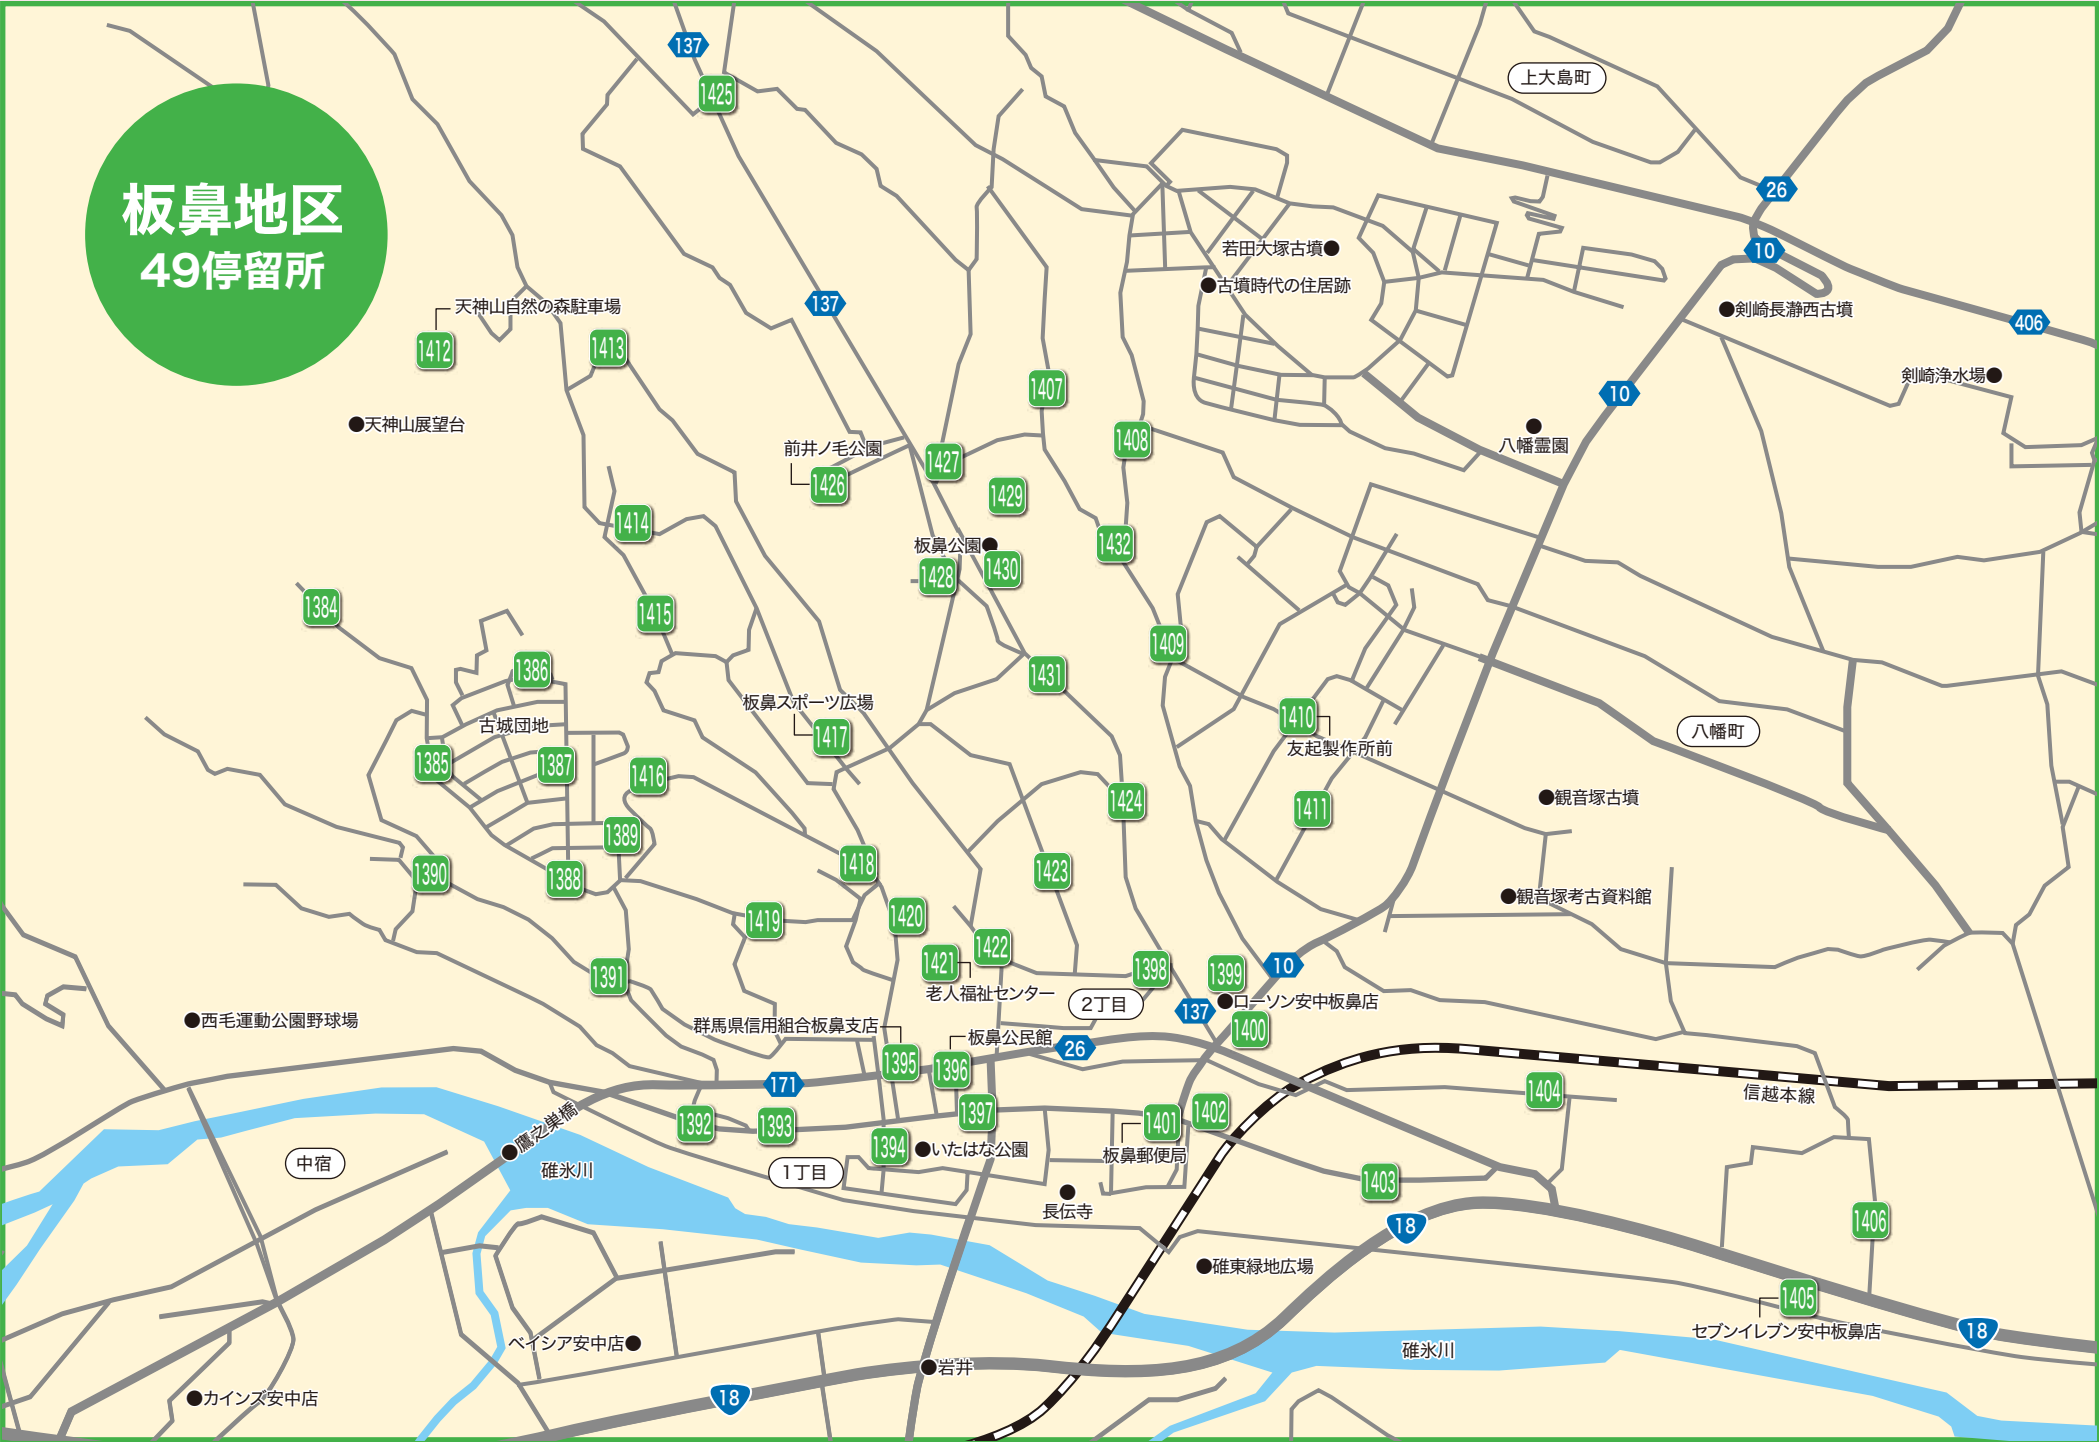 板鼻地区
49停留所
137
1425
上大島町
26
10
若田大塚古墳
古墳時代の住居跡
137
天神山自然の森駐車場
剣崎長瀞西古墳
406
1412
1413
剣崎浄水場
1407
10
天神山展望台
1408
八幡霊園
前井ノ毛公園
1427
1426
1429
1414
板鼻公園
1432
1430
1428
1384
1415
1409
1386
1431
板鼻スポーツ広場
1410
古城団地
1417
八幡町
友起製作所前
1385
1387
1416
観音塚古墳
1424
1411
1389
1418
1390
1388
1423
観音塚考古資料館
1419
1420
1422
1421
1398
1399
10
1391
老人福祉センター
2丁目
ローソン安中板鼻店
137
西毛運動公園野球場
群馬県信用組合板鼻支店
板鼻公民館
1400
26
1395
1396
171
信越本線
1404
1397
1402
1392
1393
1401
鷹之巣橋
1394
いたはな公園
板鼻郵便局
中宿
碓氷川
1丁目
1403
長伝寺
18
1406
碓東緑地広場
1405
セブンイレブン安中板鼻店
18
ベイシア安中店
碓氷川
岩井
カインズ安中店
18